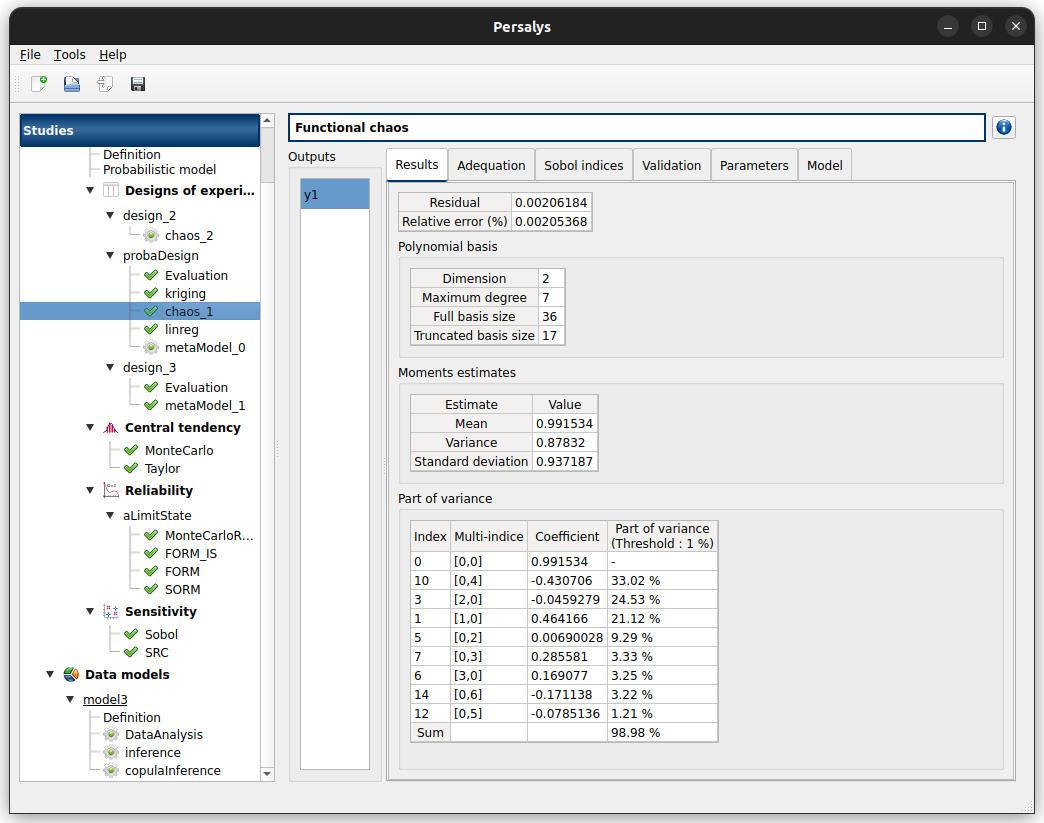 Persalys
File Tools Help
Studies
Definition
Probabilistic model
Designs of experi...
design_2
chaos_2
probaDesign
Evaluation
kriging
chaos_1
linreg
metaModel_0
design_3
Evaluation
metaModel_1
Central tendency
MonteCarlo
Taylor
Reliability
aLimitState
MonteCarloR...
FORM_IS
FORM
SORM
Sensitivity
Sobol
SRC
Data models
model3
Definition
DataAnalysis
inference
copulaInference
Functional chaos
Outputs
y1
Results Adequation Sobol indices Validation Parameters Model
Residual 0.00206184
Relative error (%) 0.00205368
Polynomial basis
Dimension 2
Maximum degree 7
Full basis size 36
Truncated basis size 17
Moments estimates
Estimate Value
Mean 0.991534
Variance 0.87832
Standard deviation 0.937187
Part of variance
Index Multi-indice Coefficient Part of variance
(Threshold : 1 %)
0 [0,0] 0.991534 -
10 [0,4] -0.430706 33.02 %
3 [2,0] -0.0459279 24.53 %
1 [1,0] 0.464166 21.12 %
5 [0,2] 0.00690028 9.29 %
7 [0,3] 0.285581 3.33 %
6 [3,0] 0.169077 3.25 %
14 [0,6] -0.171138 3.22 %
12 [0,5] -0.0785136 1.21 %
Sum 98.98 %